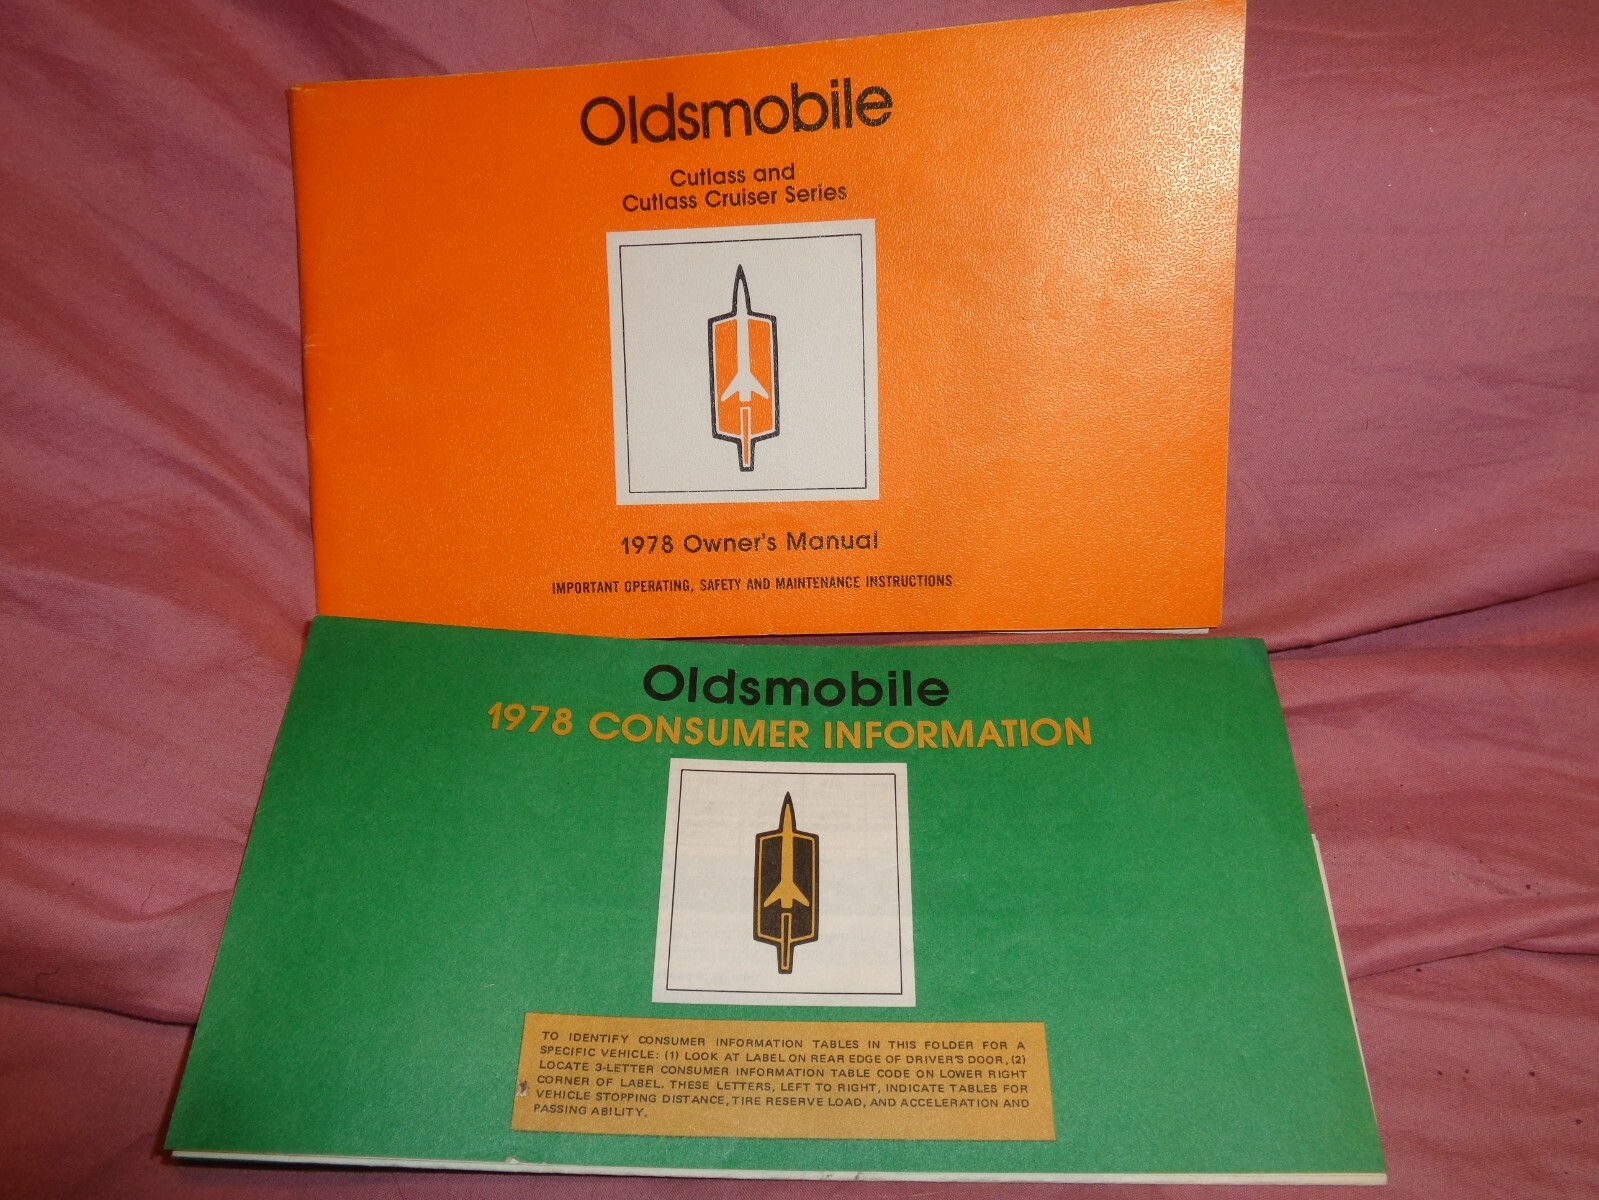 Oldsmobile
Cutlass and
Cutlass Cruiser Series
1978 Owner's Manual
IMPORTANT OPERATING, SAFETY AND MAINTENANCE INSTRUCTIONS
Oldsmobile
1978 CONSUMER INFORMATION
TO IDENTIFY CONSUMER INFORMATION TABLES IN THIS FOLDER FOR A
SPECIFIC VEHICLE: (1) LOOK AT LABEL ON REAR EDGE OF DRIVER'S DOOR, (2)
LOCATE 3-LETTER CONSUMER INFORMATION TABLE CODE ON LOWER RIGHT
CORNER OF LABEL. THESE LETTERS, LEFT TO RIGHT, INDICATE TABLES FOR
VEHICLE STOPPING DISTANCE, TIRE RESERVE LOAD, AND ACCELERATION AND
PASSING ABILITY.